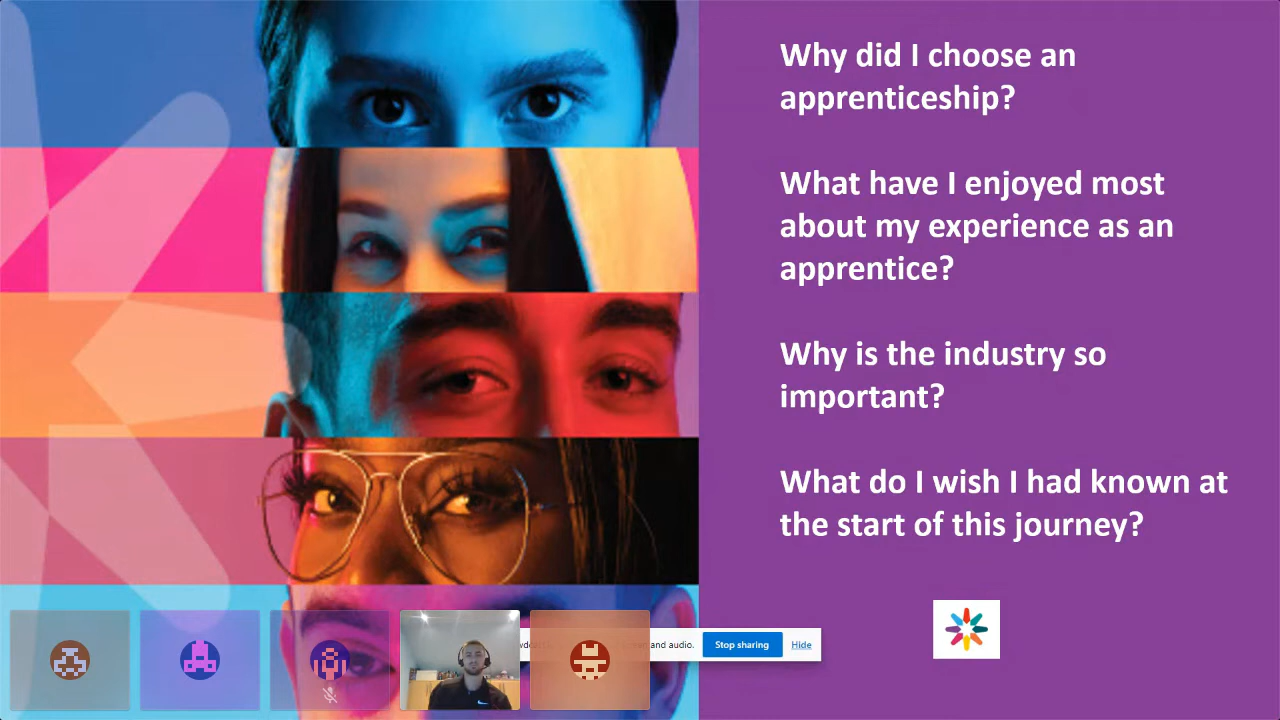 Why did I choose an
apprenticeship?
What have I enjoyed most
about my experience as an
apprentice?
Why is the industry so
important?
What do I wish I had known at
the start of this journey?
and audio. Stop sharing Hide